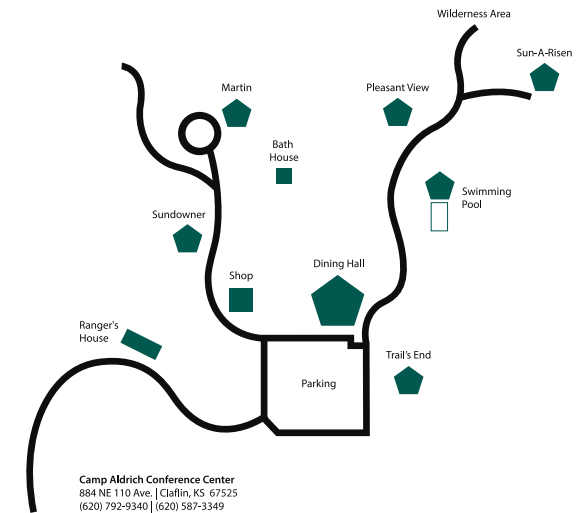 Wilderness Area
Sun-A-Risen
Martin
Pleasant View
Bath
House
Swimming
Pool
Sundowner
Dining Hall
Shop
Ranger's
House
Trail's End
Parking
Camp Aldrich Conference Center
884 NE 110 Ave. | Claflin, KS 67525
(620) 792-9340 | (620) 587-3349